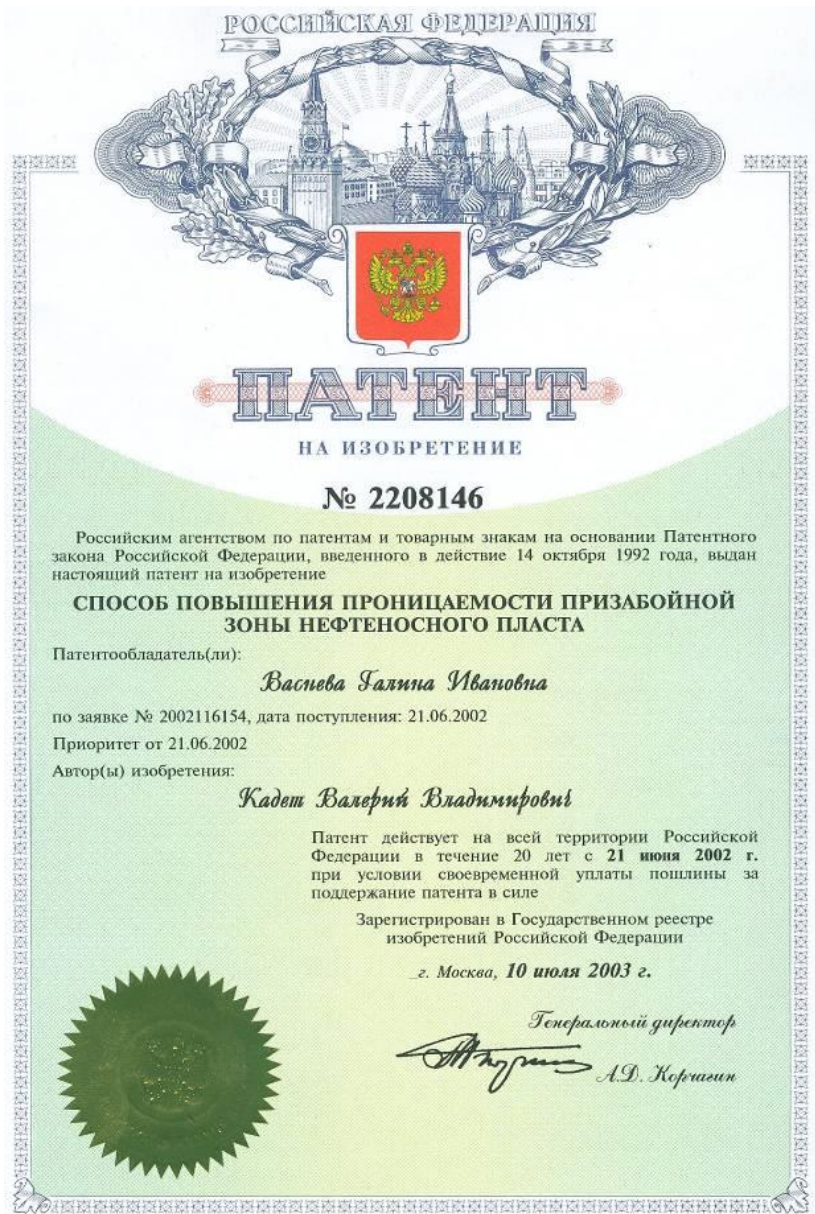 РОССИЙСКАЯ ФЕДЕРАЦИЯ
ПАТЕНТ
НА ИЗОБРЕТЕНИЕ
№ 2208146
Российским агентством по патентам и товарным знакам на основании Патентного
закона Российской Федерации, введенного в действие 14 октября 1992 года, выдан
настоящий патент на изобретение
СПОСОБ ПОВЫШЕНИЯ ПРОНИЦАЕМОСТИ ПРИЗАБОЙНОЙ
ЗОНЫ НЕФТЕНОСНОГО ПЛАСТА
Патентообладатель(ли):
Васнева Галина Ивановна
по заявке № 2002116154, дата поступления: 21.06.2002
Приоритет от 21.06.2002
Автор(ы) изобретения:
Кадет Валерий Владимирович
Патент действует на всей территории Российской
Федерации в течение 20 лет с 21 июня 2002 г.
при условии своевременной уплаты пошлины за
поддержание патента в силе
Зарегистрирован в Государственном реестре
изобретений Российской Федерации
г. Москва, 10 июля 2003 г.
Генеральный директор
А.Д. Корчагин